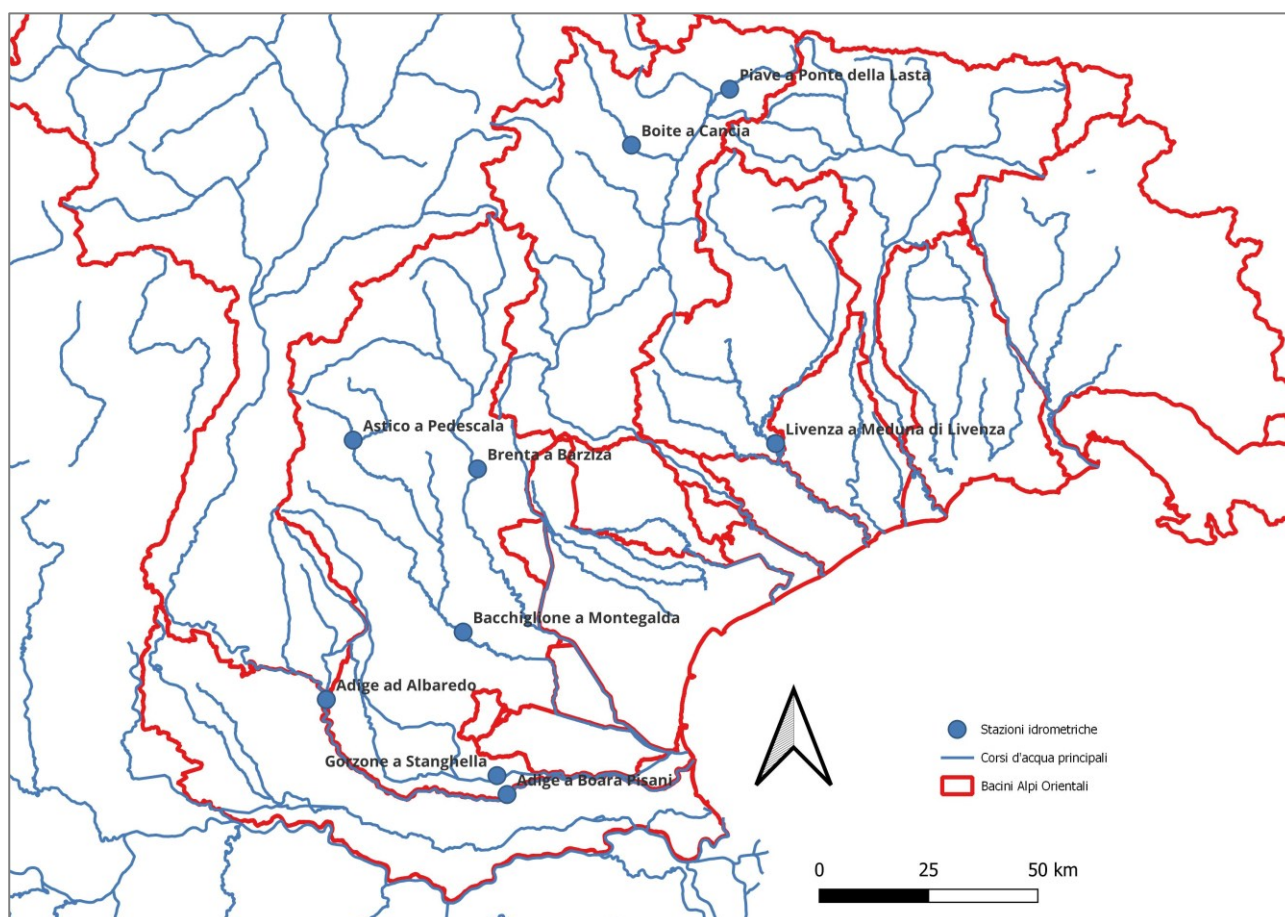 Piave a Ponte della Lasta
Boite a Cancia
Astico a Pedescala
Livenza a Meduna di Livenza
Brenta a Barziza
Bacchiglione a Montegalda
Adige ad Albaredo
Gorzone a Stanghella
Adige a Boara Pisani
Stazioni idrometriche
Corsi d'acqua principali
Bacini Alpi Orientali
0 25 50 km